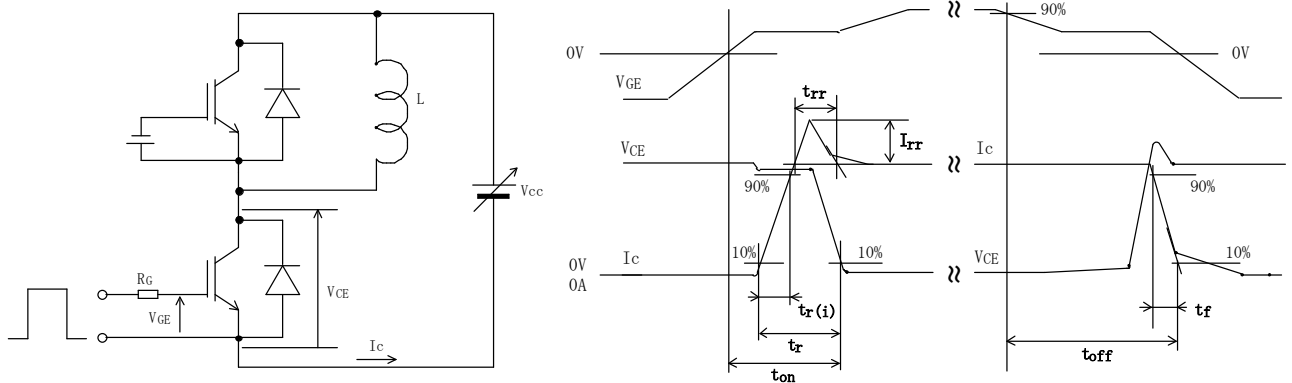 L
Vcc
RG
VGE
VCE
Ic
0V
VGE
trr
Irr
VCE
90%
Ic
10%
10%
0V
0A
tr(i)
tr
ton
90%
0V
Ic
90%
VCE
10%
tf
toff